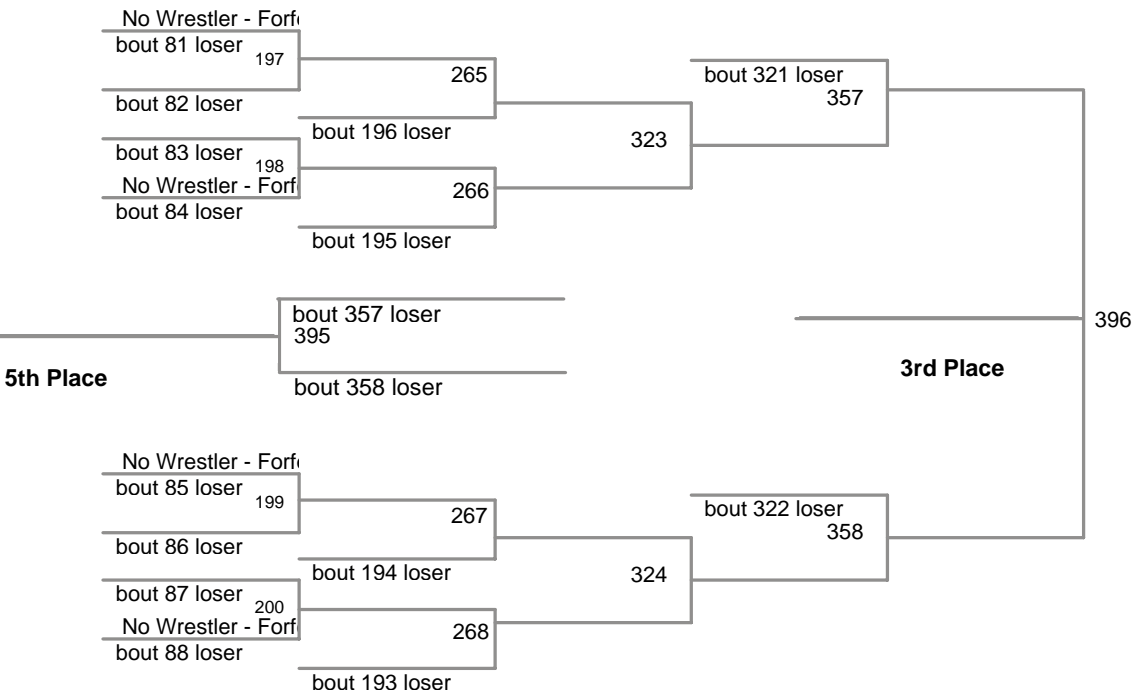 No Wrestler - Forf
bout 81 loser
197
265
bout 321 loser
357
bout 82 loser
bout 196 loser
323
bout 83 loser
198
No Wrestler - Forf
266
bout 84 loser
bout 195 loser
bout 357 loser
395
396
5th Place
3rd Place
bout 358 loser
No Wrestler - Forf
bout 85 loser
199
267
bout 322 loser
358
bout 86 loser
bout 194 loser
324
bout 87 loser
200
No Wrestler - Forf
268
bout 88 loser
bout 193 loser